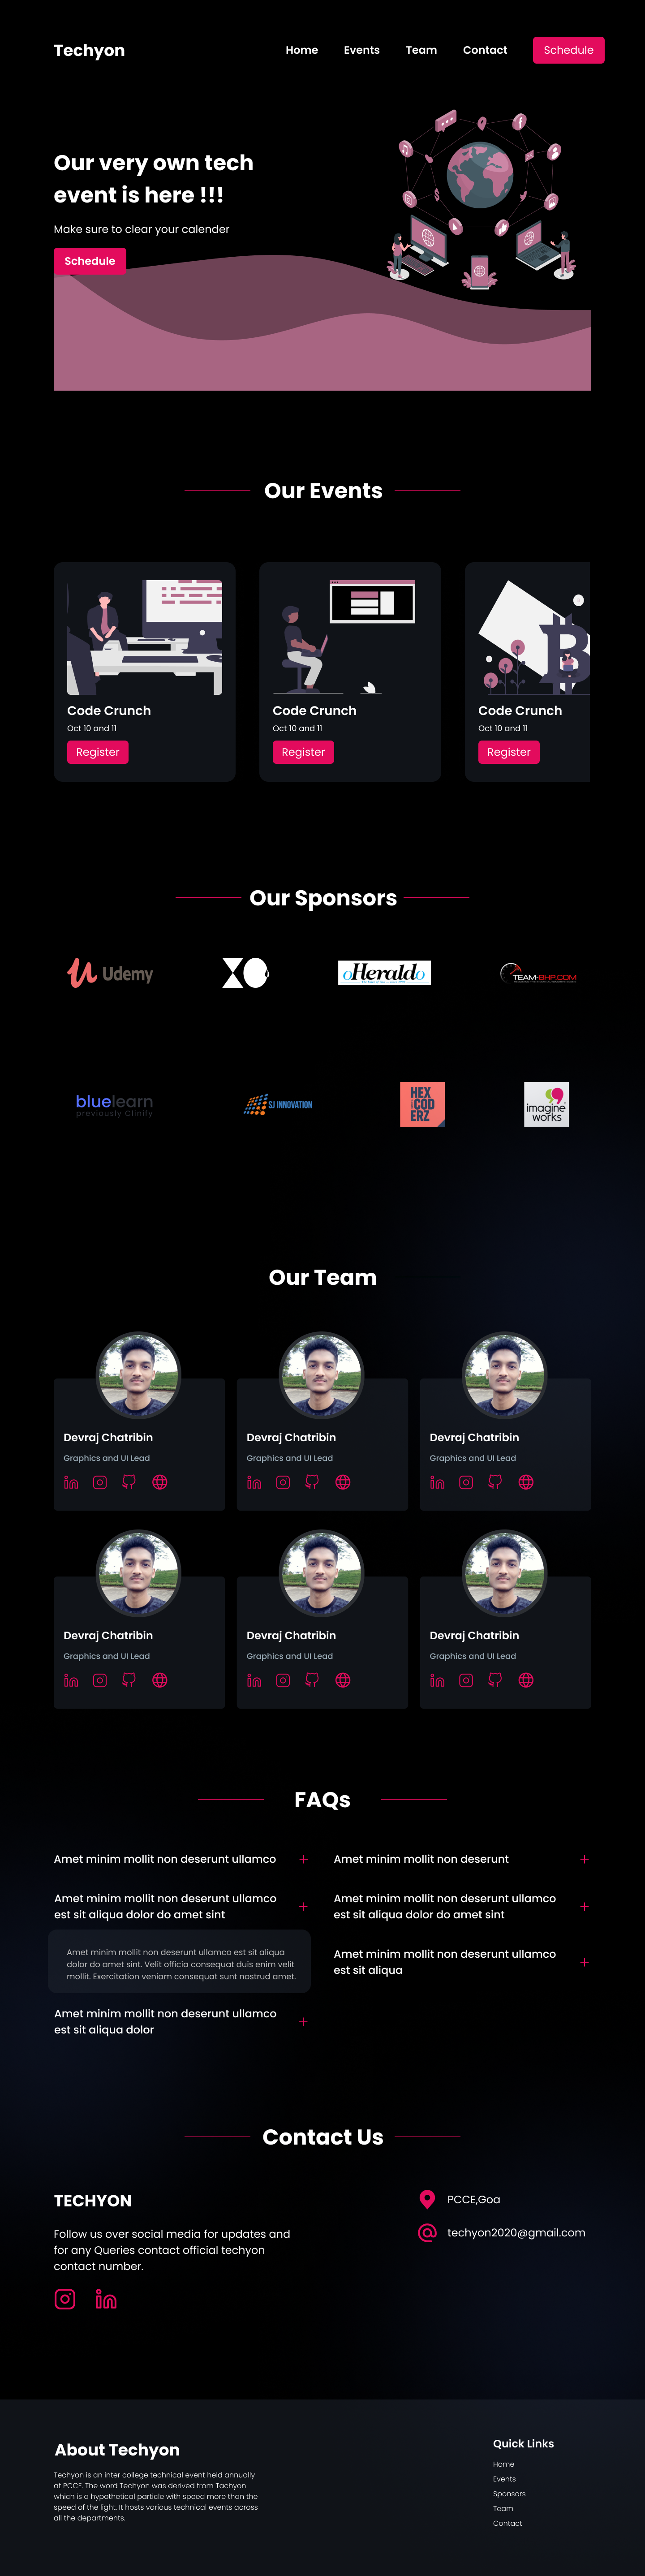 Techyon
Home Events Team Contact Schedule
Our very own tech
event is here !!!
Make sure to clear your calender
Schedule
Our Events
Code Crunch
Oct 10 and 11
Register
Code Crunch
Oct 10 and 11
Register
Code Crunch
Oct 10 and 11
Register
Our Sponsors
Udemy
oHeraldo
TEAM-BHP.COM
bluelearn
previously Clinify
SJ INNOVATION
HEX
COD
ERZ
imagine
works
Our Team
Devraj Chatribin
Graphics and UI Lead
Devraj Chatribin
Graphics and UI Lead
Devraj Chatribin
Graphics and UI Lead
Devraj Chatribin
Graphics and UI Lead
Devraj Chatribin
Graphics and UI Lead
Devraj Chatribin
Graphics and UI Lead
FAQs
Amet minim mollit non deserunt ullamco
Amet minim mollit non deserunt ullamco
est sit aliqua dolor do amet sint
Amet minim mollit non deserunt ullamco est sit aliqua
dolor do amet sint. Velit officia consequat duis enim velit
mollit. Exercitation veniam consequat sunt nostrud amet.
Amet minim mollit non deserunt ullamco
est sit aliqua dolor
Amet minim mollit non deserunt
Amet minim mollit non deserunt ullamco
est sit aliqua dolor do amet sint
Amet minim mollit non deserunt ullamco
est sit aliqua
Contact Us
TECHYON
Follow us over social media for updates and
for any Queries contact official techyon
contact number.
PCCE,Goa
techyon2020@gmail.com
About Techyon
Techyon is an inter college technical event held annually
at PCCE. The word Techyon was derived from Tachyon
which is a hypothetical particle with speed more than the
speed of the light. It hosts various technical events across
all the departments.
Quick Links
Home
Events
Sponsors
Team
Contact